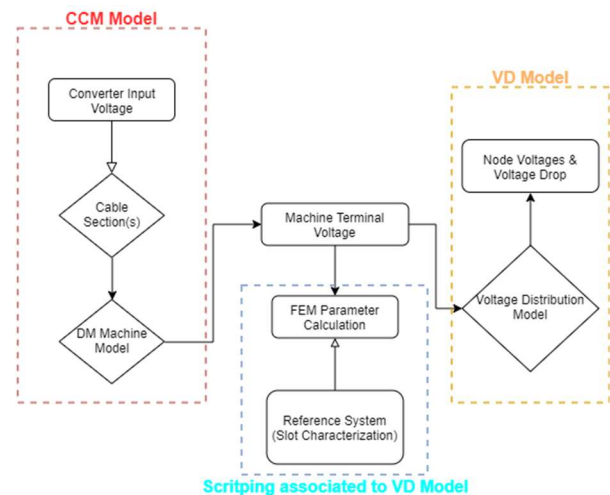 CCM Model
Converter Input
Voltage
Cable
Section(s)
DM Machine
Model
Machine Terminal
Voltage
FEM Parameter
Calculation
Reference System
(Slot Characterization)
Scritping associated to VD Model
VD Model
Node Voltages &
Voltage Drop
Voltage Distribution
Model